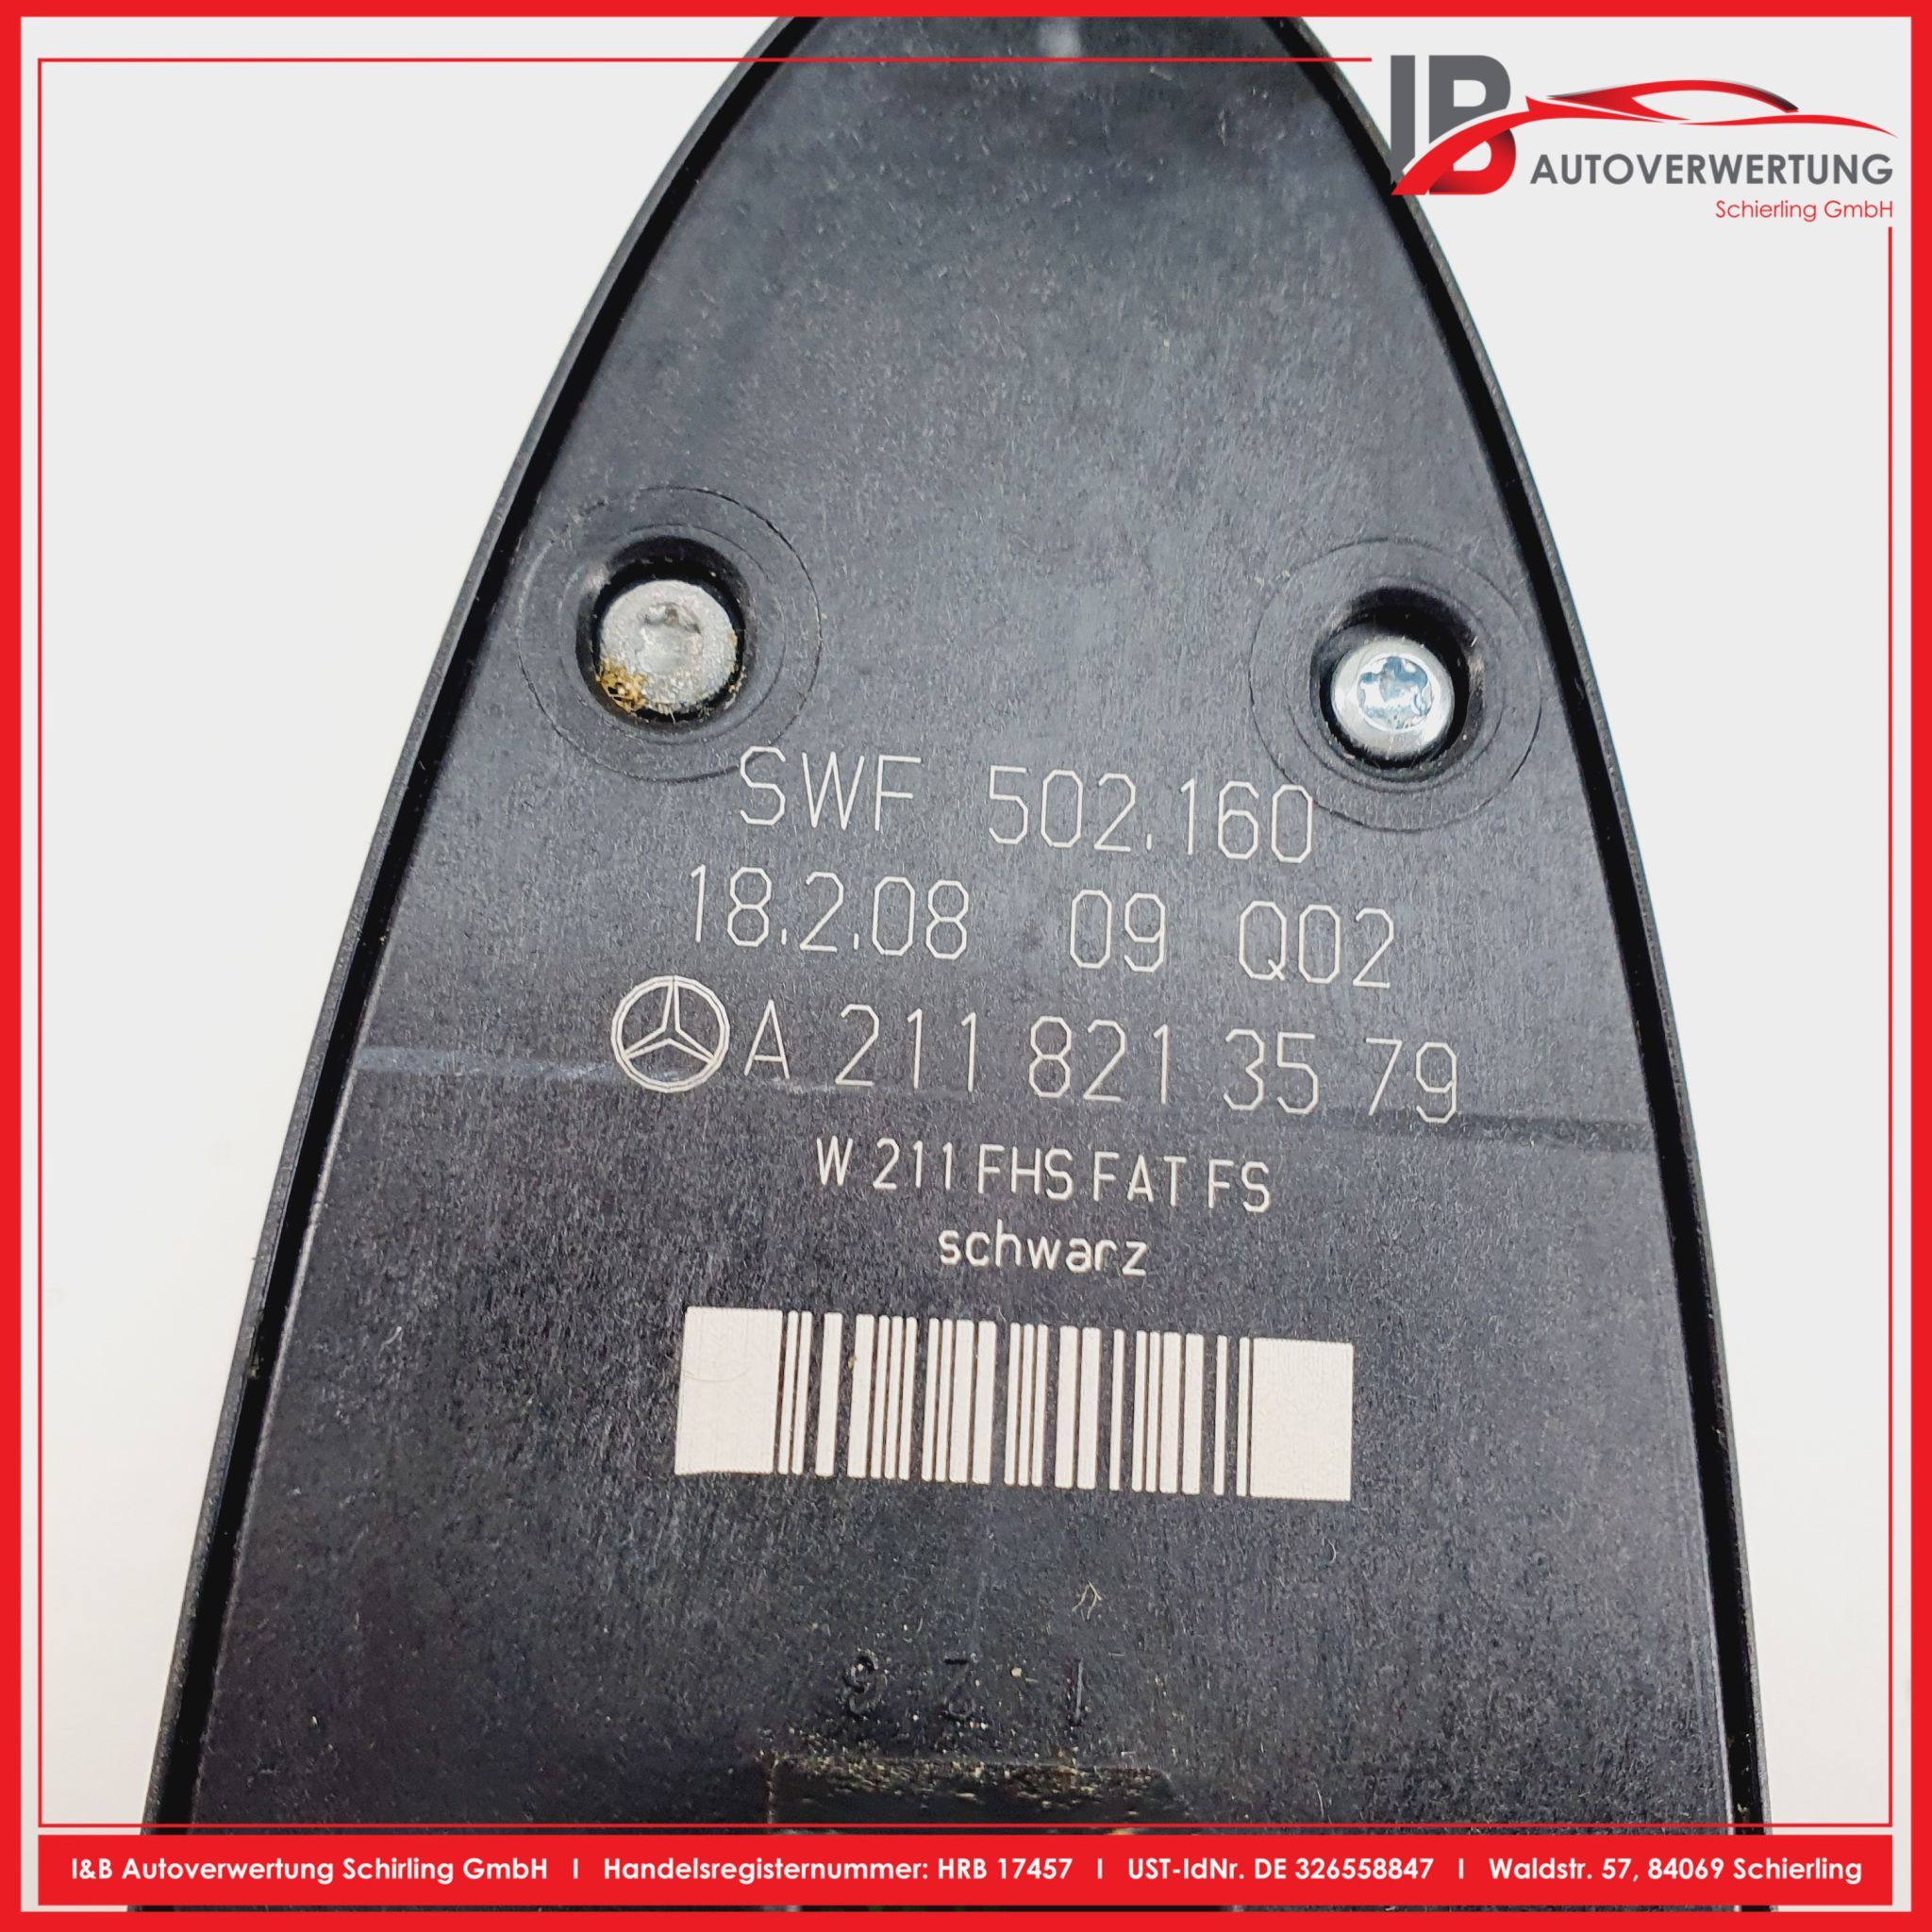 IB
AUTOVERWERTUNG
Schierling GmbH
SWF 502.160
18.2.08 09 Q02
A 211 821 35 79
W 211 FHS FAT FS
schwarz
I&B Autoverwertung Schirling GmbH I Handelsregisternummer: HRB 17457 I UST-IdNr. DE 326558847 I Waldstr. 57, 84069 Schierling